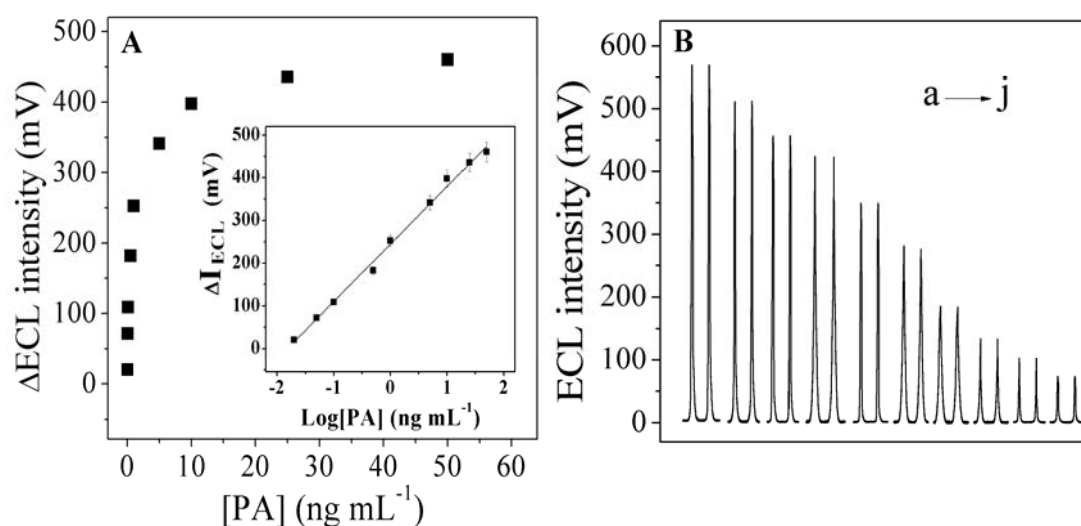 A
ΔECL intensity (mV)
500
400
300
200
100
0
0 10 20 30 40 50 60
[PA] (ng mL⁻¹)
ΔI_ECL (mV)
500
400
300
200
100
0
-2 -1 0 1 2
Log[PA] (ng mL⁻¹)
B
a → j
ECL intensity (mV)
600
500
400
300
200
100
0